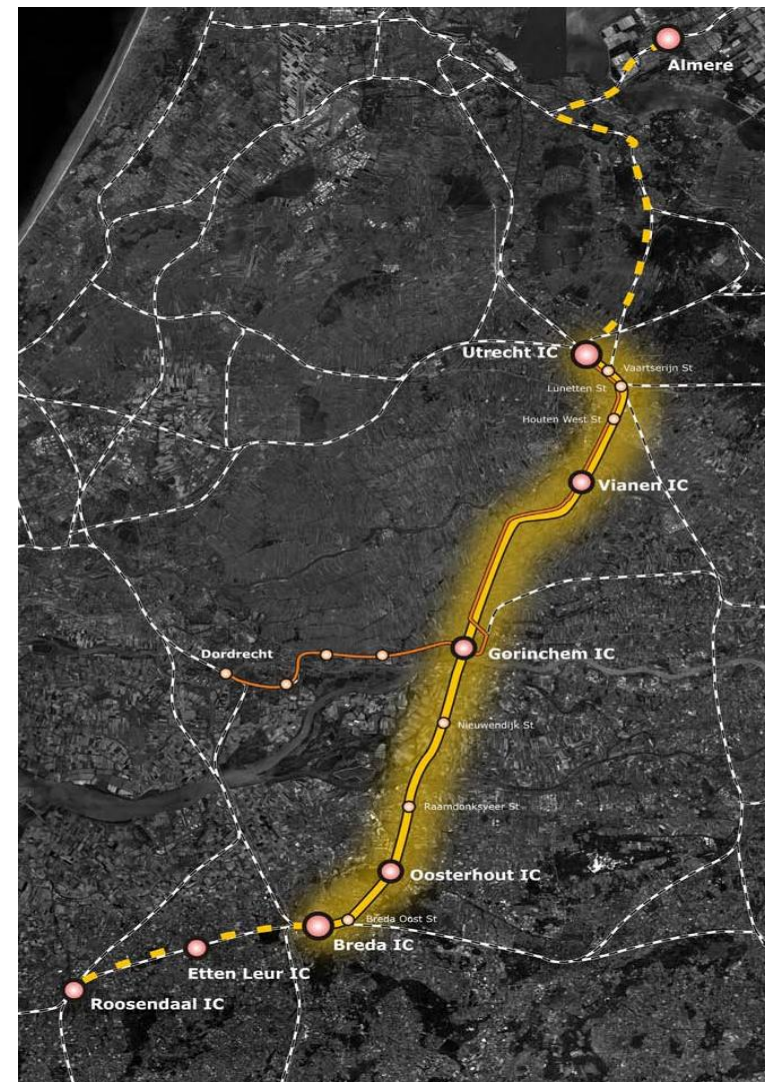 Almere
Utrecht IC
Vaartserijn St
Lunetten St
Houten West St
Vianen IC
Dordrecht
Gorinchem IC
Nieuwendijk St
Raamdonksveer St
Oosterhout IC
Breda Oost St
Breda IC
Etten Leur IC
Roosendaal IC